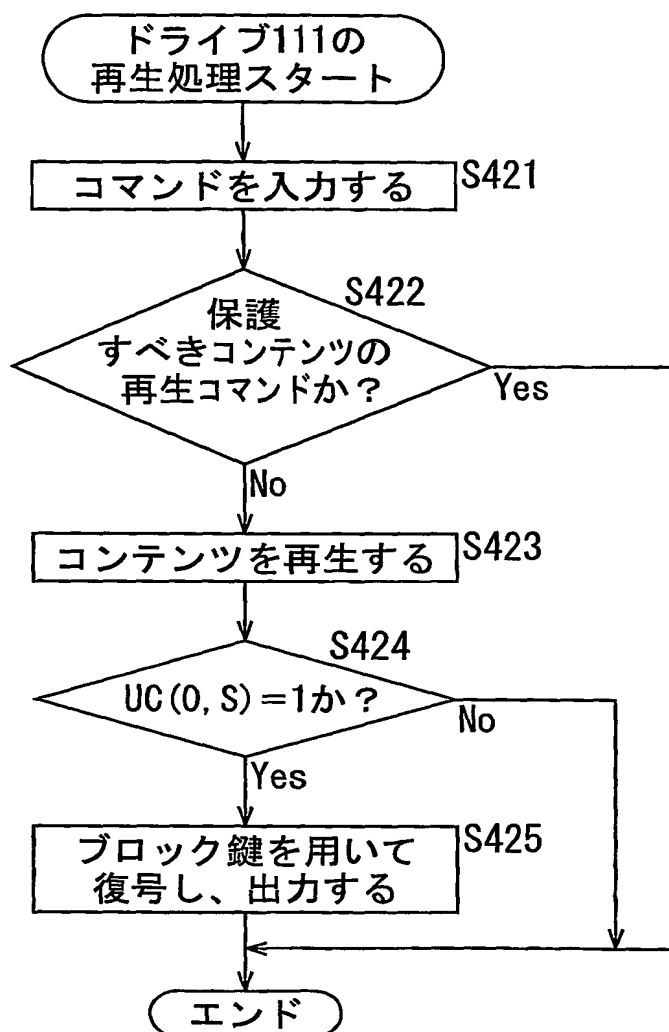 ドライブ111の
再生処理スタート
コマンドを入力する
S421
S422
保護
すべきコンテンツの
再生コマンドか？
Yes
No
コンテンツを再生する
S423
S424
UC(0,S)=1か？
No
Yes
ブロック鍵を用いて
復号し、出力する
S425
エンド